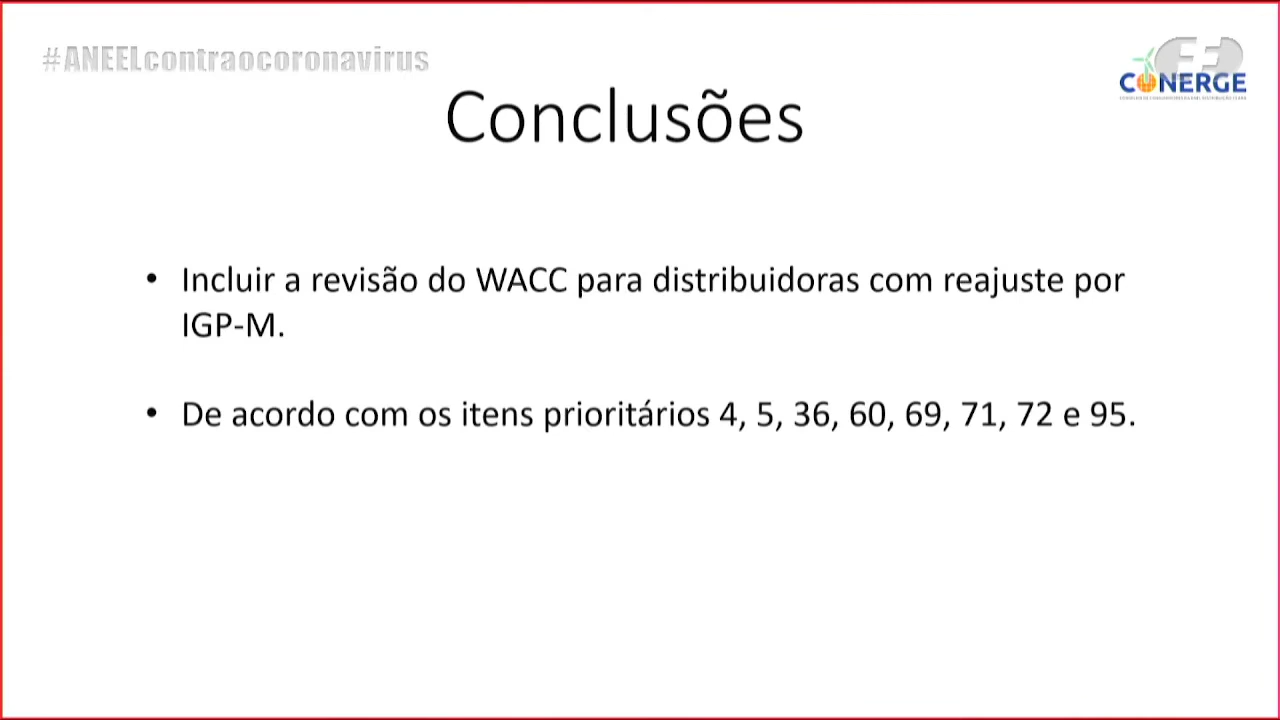 #ANEELcontraocoronavirus
CONERGE
Conclusões
• Incluir a revisão do WACC para distribuidoras com reajuste por
IGP-M.
• De acordo com os itens prioritários 4, 5, 36, 60, 69, 71, 72 e 95.